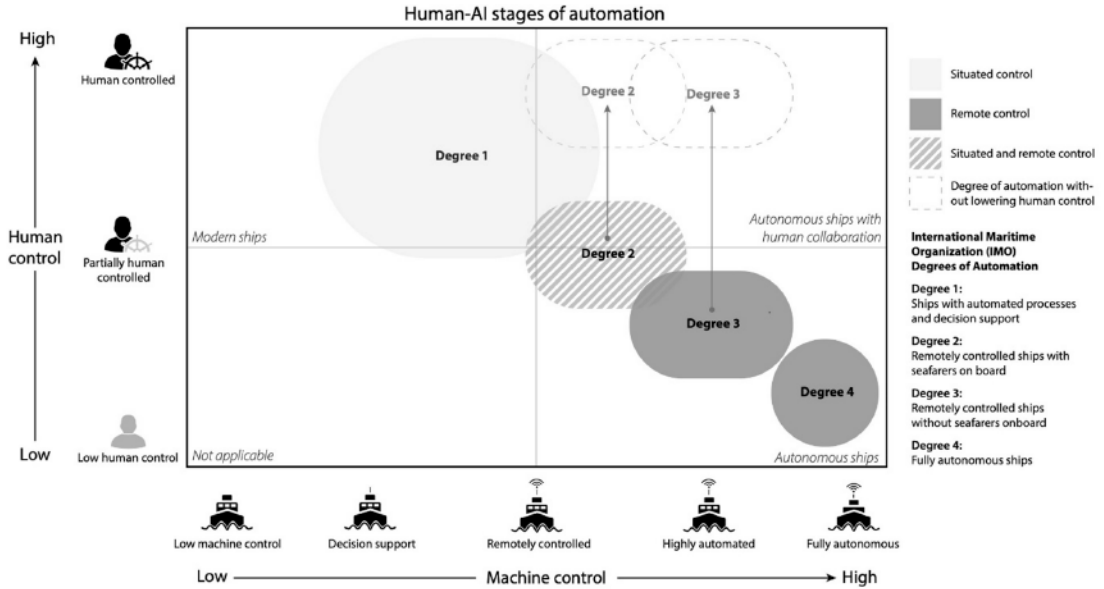 Human-AI stages of automation
High
Human controlled
Human
control
Partially human
controlled
Low
Low human control
Degree 2
Degree 3
Degree 1
Modern ships
Autonomous ships with
human collaboration
Degree 2
Degree 3
Degree 4
Not applicable
Autonomous ships
Low machine control
Decision support
Remotely controlled
Highly automated
Fully autonomous
Low
Machine control
High
Situated control
Remote control
Situated and remote control
Degree of automation with-
out lowering human control
International Maritime
Organization (IMO)
Degrees of Automation
Degree 1:
Ships with automated processes
and decision support
Degree 2:
Remotely controlled ships with
seafarers on board
Degree 3:
Remotely controlled ships
without seafarers onboard
Degree 4:
Fully autonomous ships